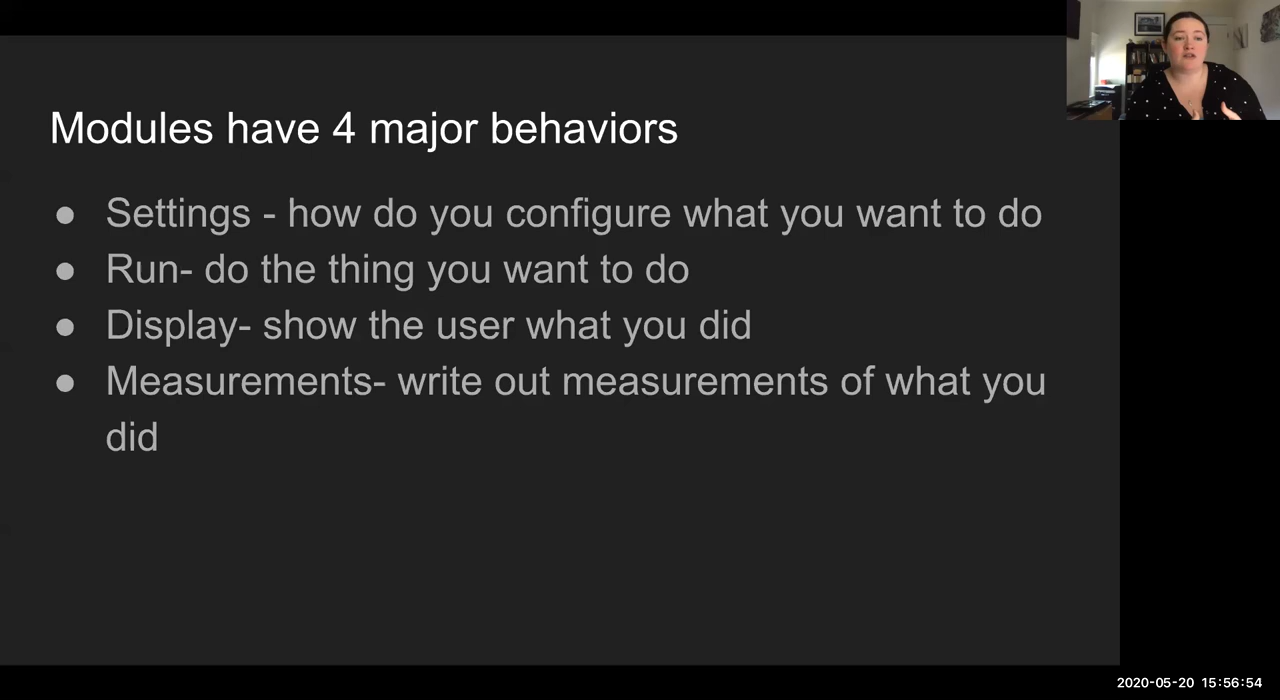 Modules have 4 major behaviors
● Settings - how do you configure what you want to do
● Run- do the thing you want to do
● Display- show the user what you did
● Measurements- write out measurements of what you
did
2020-05-20 15:56:54